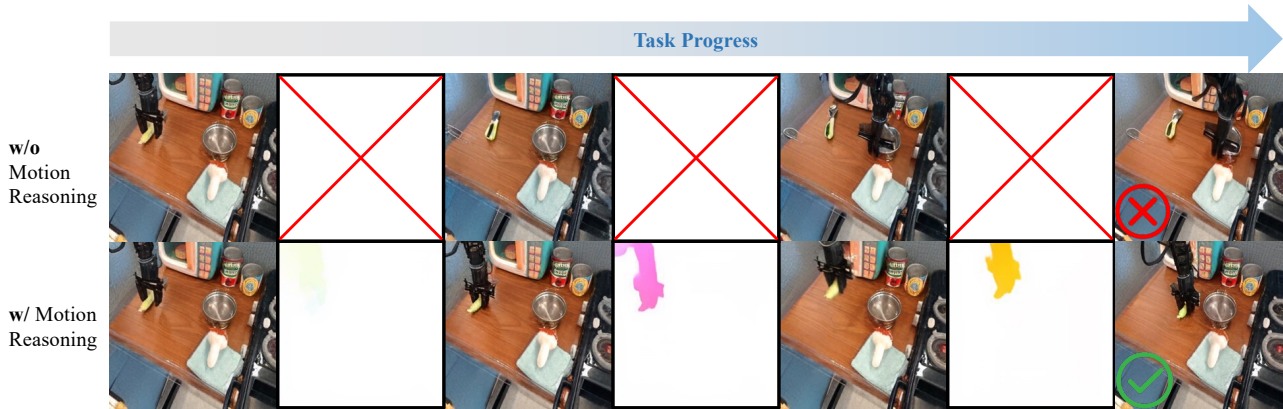 Task Progress
w/o
Motion
Reasoning
w/ Motion
Reasoning